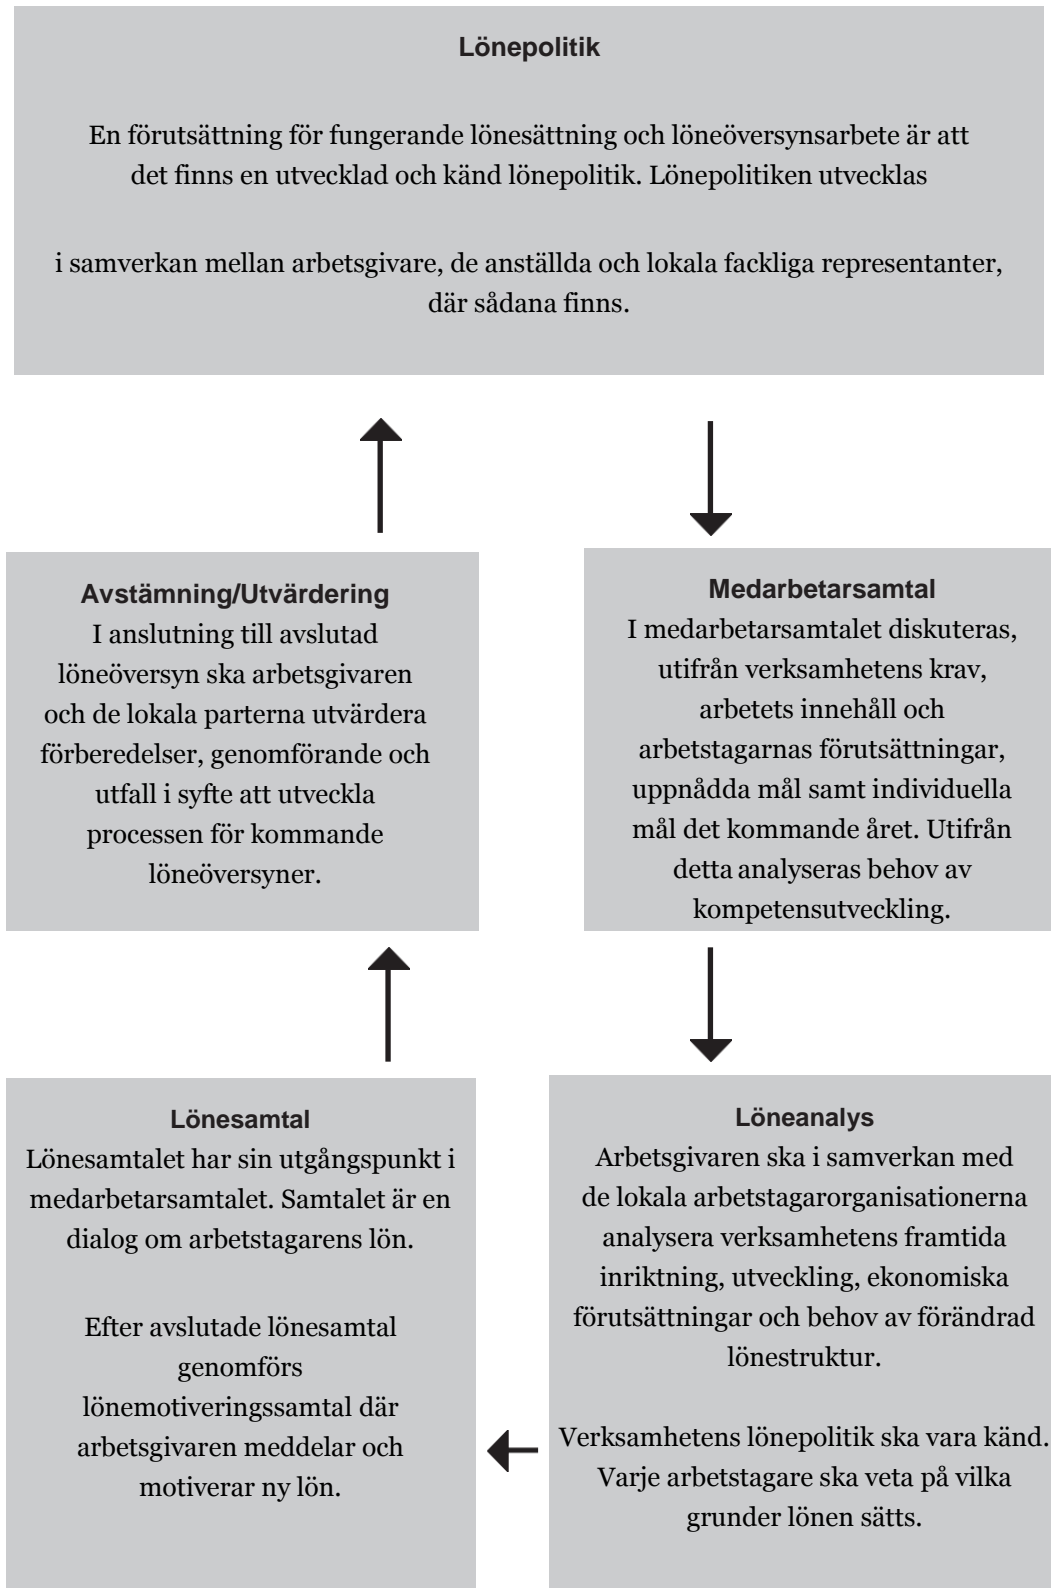 Lönepolitik
En förutsättning för fungerande lönesättning och löneöversynsarbete är att
det finns en utvecklad och känd lönepolitik. Lönepolitiken utvecklas
i samverkan mellan arbetsgivare, de anställda och lokala fackliga representanter,
där sådana finns.
Avstämning/Utvärdering
I anslutning till avslutad
löneöversyn ska arbetsgivaren
och de lokala parterna utvärdera
förberedelser, genomförande och
utfall i syfte att utveckla
processen för kommande
löneöversyner.
Medarbetarsamtal
I medarbetarsamtalet diskuteras,
utifrån verksamhetens krav,
arbetets innehåll och
arbetstagarnas förutsättningar,
uppnådda mål samt individuella
mål det kommande året. Utifrån
detta analyseras behov av
kompetensutveckling.
Lönesamtal
Lönesamtalet har sin utgångspunkt i
medarbetarsamtalet. Samtalet är en
dialog om arbetstagarens lön.
Efter avslutade lönesamtal
genomförs
lönemotiveringssamtal där
arbetsgivaren meddelar och
motiverar ny lön.
Löneanalys
Arbetsgivaren ska i samverkan med
de lokala arbetstagarorganisationerna
analysera verksamhetens framtida
inriktning, utveckling, ekonomiska
förutsättningar och behov av förändrad
lönestruktur.
Verksamhetens lönepolitik ska vara känd.
Varje arbetstagare ska veta på vilka
grunder lönen sätts.